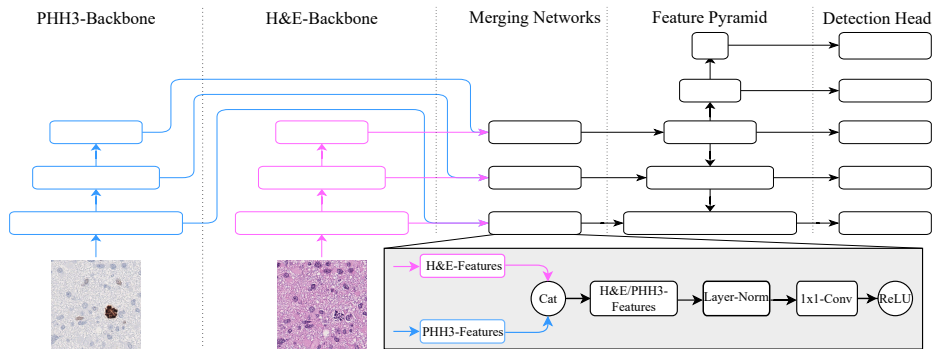 PHH3-Backbone
H&E-Backbone
Merging Networks
Feature Pyramid
Detection Head
H&E-Features
PHH3-Features
Cat
H&E/PHH3-
Features
Layer-Norm
1x1-Conv
ReLU